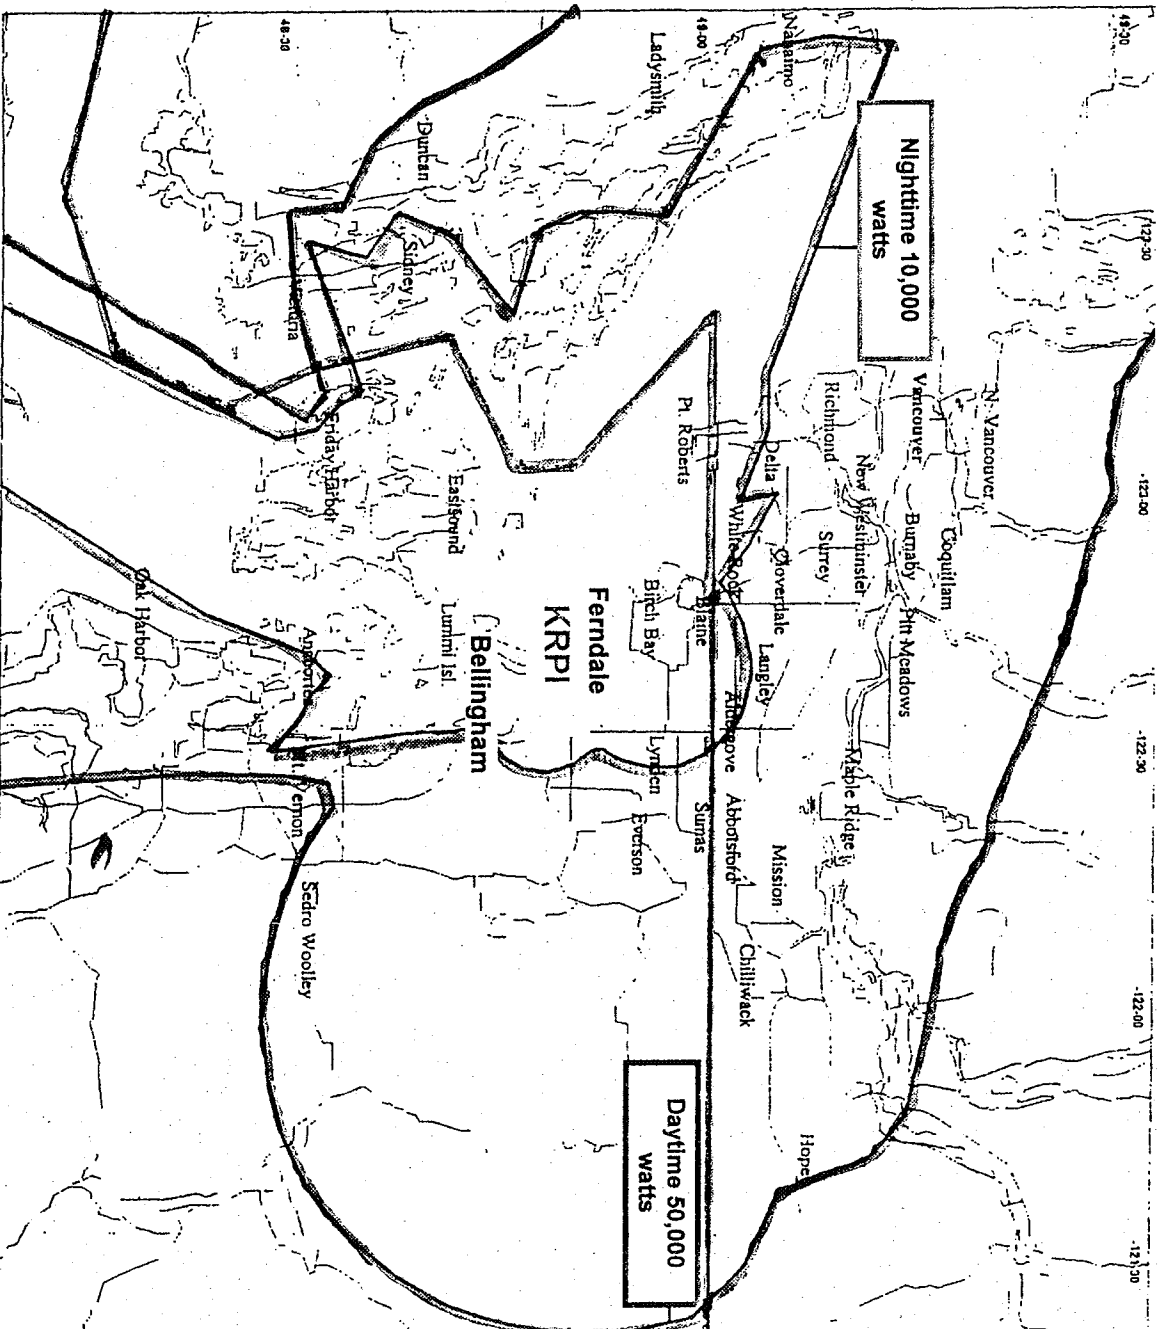 49-30
-123-30
-123-00
-122-30
-122-00
-121-30
Nighttime 10,000
watts
N. Vancouver
Coquitlam
Vancouver
Burnaby
Pitt Meadows
New Westminster
Richmond
Surrey
Maple Ridge
Nanaimo
Delta
Cloverdale
Langley
Mission
Hope
White Rock
Aldergrove
Abbotsford
Chilliwack
49-00
Pt. Roberts
Blaine
Sumas
Ladysmith
Birch Bay
Lynden
Everson
Daytime 50,000
watts
Ferndale
KRPI
Bellingham
Duncan
Sidney
Eastsound
Lummi Isl.
Friday Harbor
Anacortes
Sedro Woolley
48-30
Oak Harbor